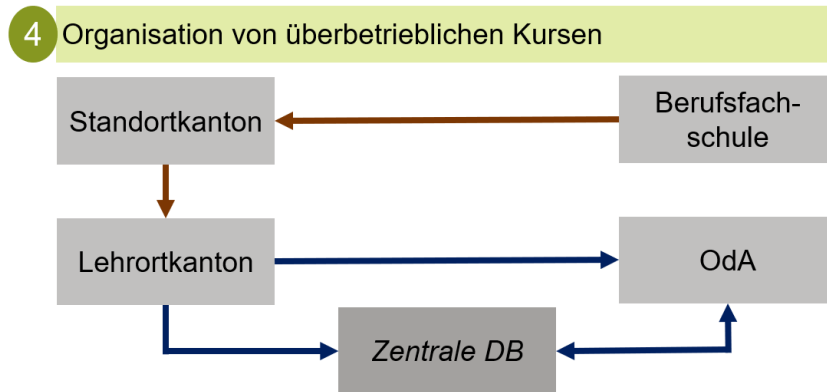 4 Organisation von überbetrieblichen Kursen
Standortkanton
Berufsfach-
schule
Lehrortkanton
OdA
Zentrale DB